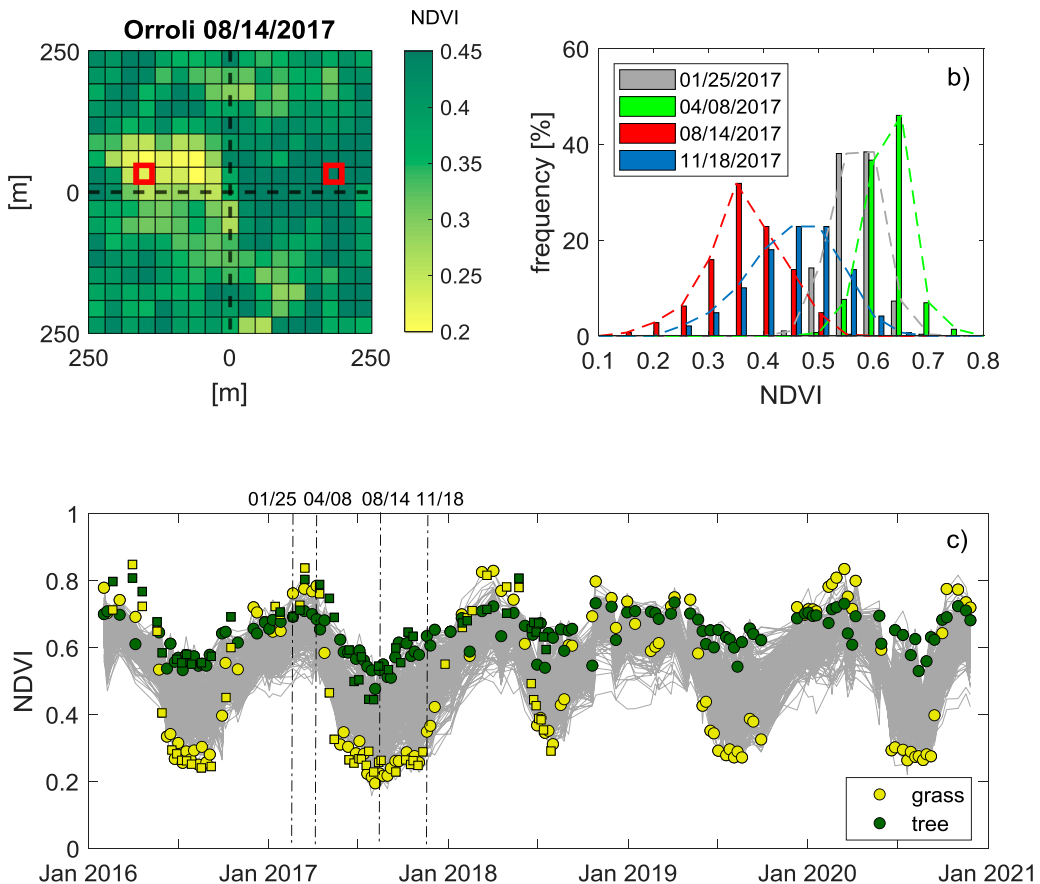 Orroli 08/14/2017
NDVI
250
0
250
[m]
250
0
250
[m]
0.45
0.4
0.35
0.3
0.25
0.2
b)
01/25/2017
04/08/2017
08/14/2017
11/18/2017
60
40
20
0
frequency [%]
0.1
0.2
0.3
0.4
0.5
0.6
0.7
0.8
NDVI
01/25 04/08 08/14 11/18
c)
1
0.8
0.6
0.4
0.2
0
NDVI
grass
tree
Jan 2016
Jan 2017
Jan 2018
Jan 2019
Jan 2020
Jan 2021